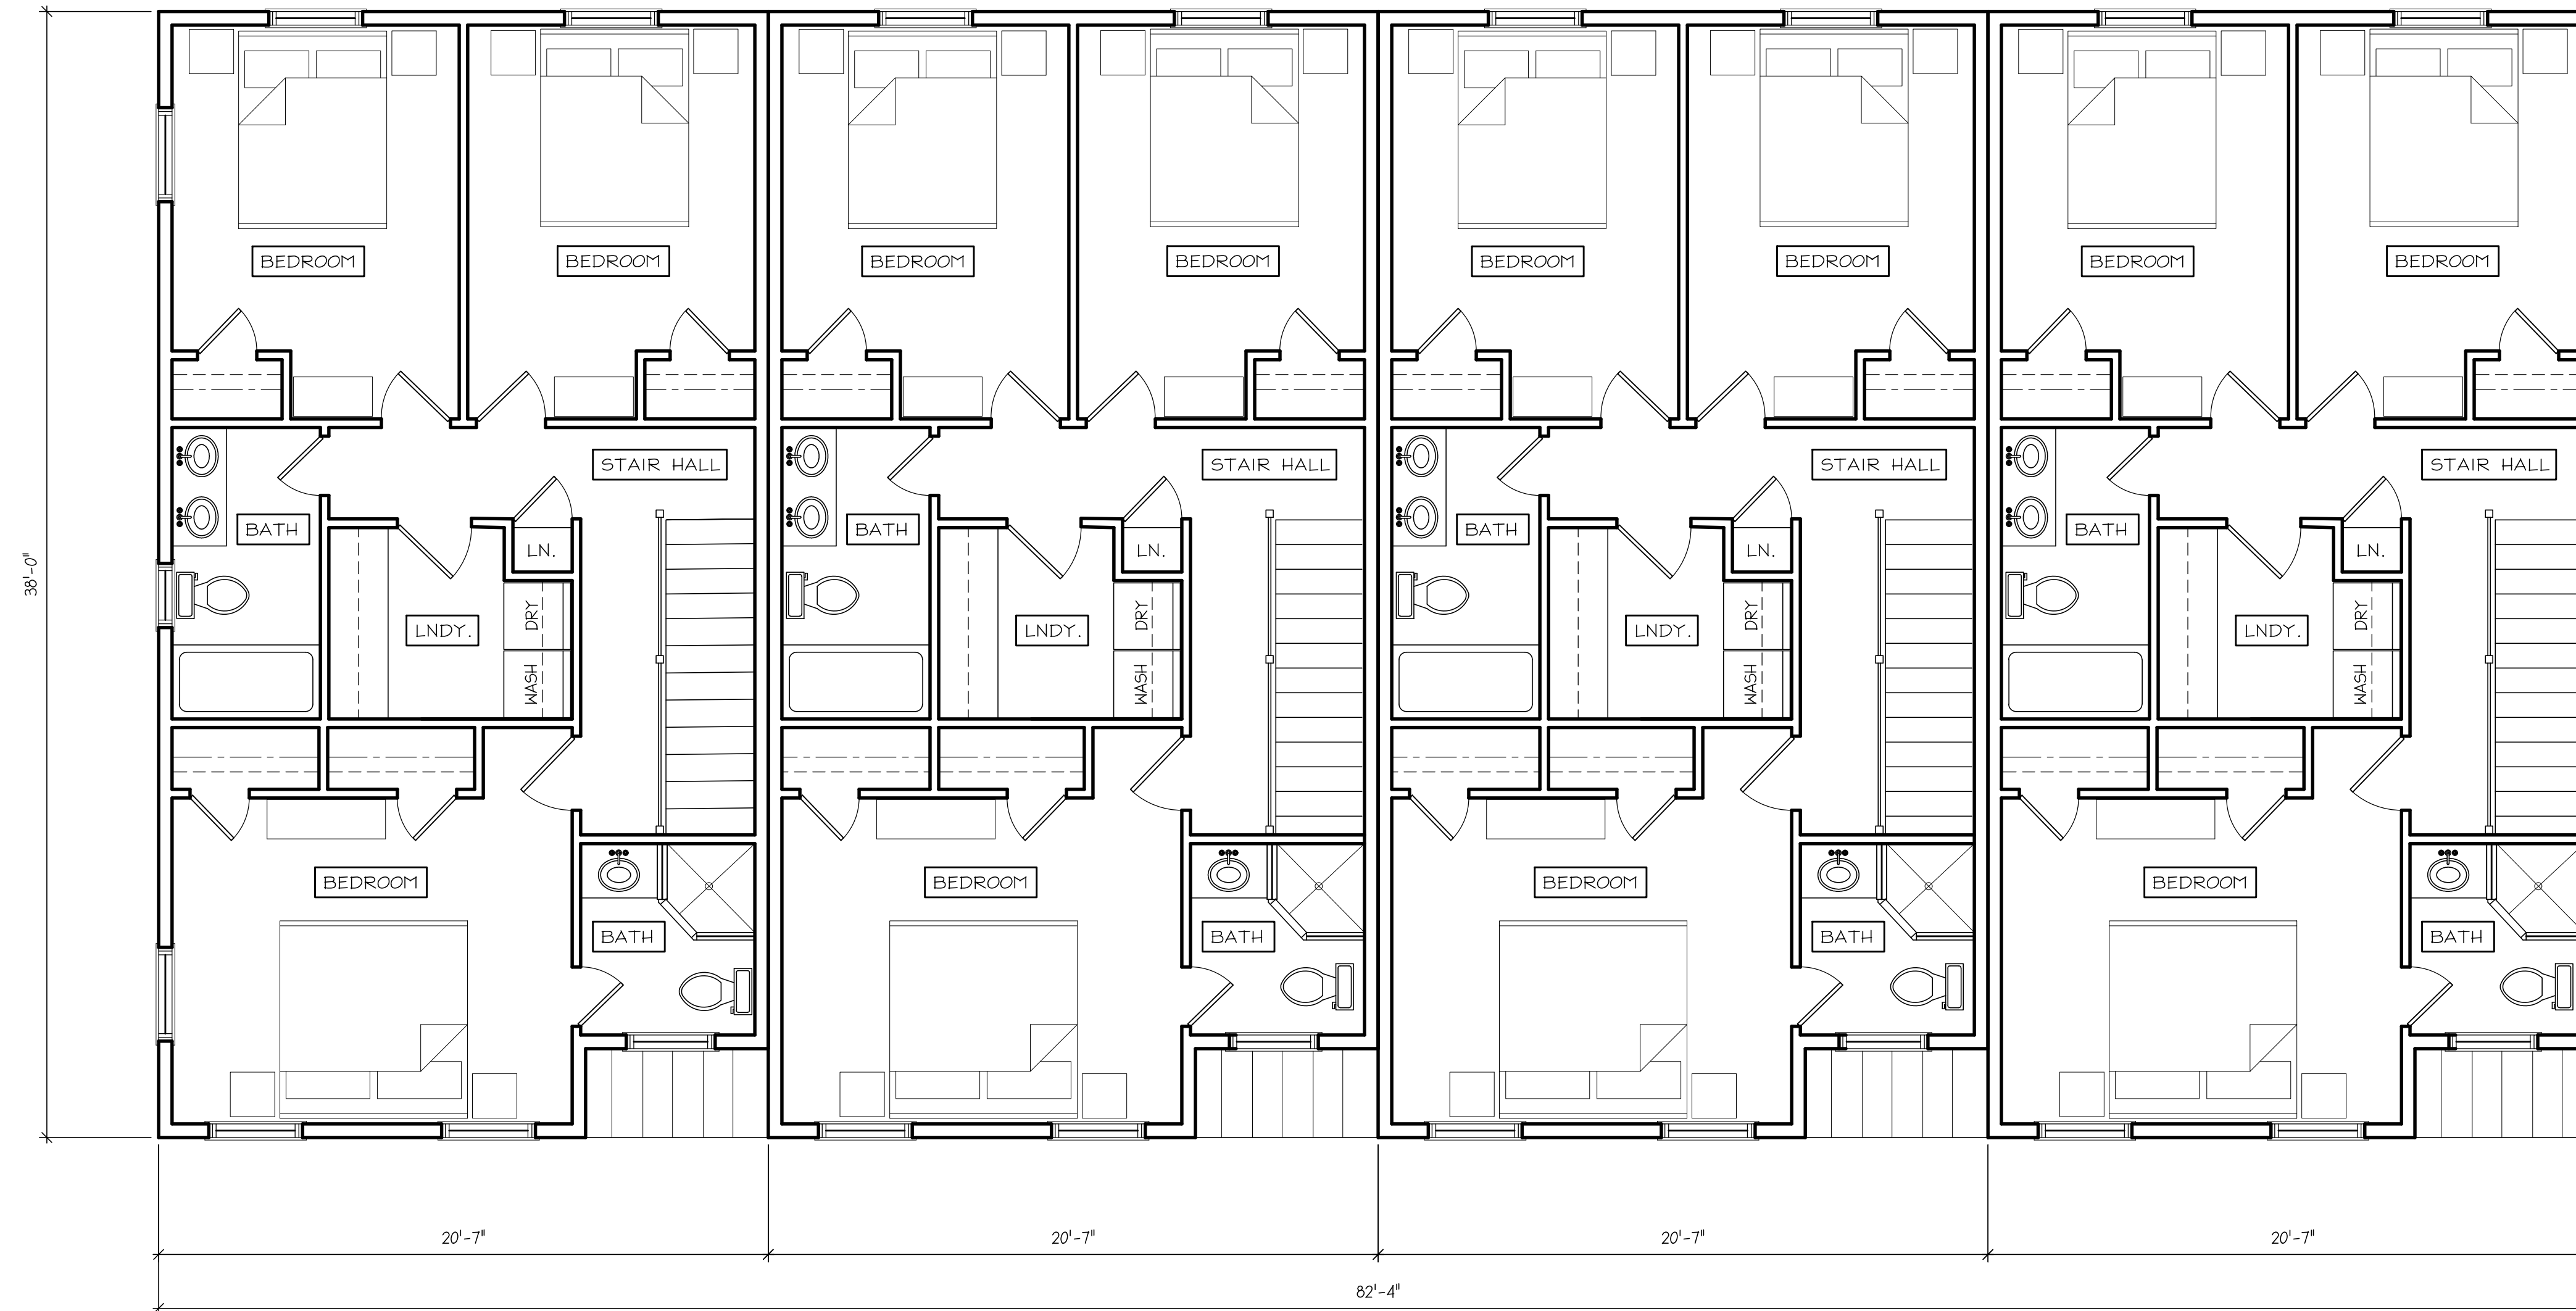 BEDROOM
BEDROOM
BEDROOM
BEDROOM
BEDROOM
BEDROOM
BEDROOM
BEDROOM
STAIR HALL
STAIR HALL
STAIR HALL
STAIR HALL
BATH
LN.
BATH
LN.
BATH
LN.
BATH
LN.
38'-0"
LNDY.
DRY
LNDY.
DRY
LNDY.
DRY
LNDY.
DRY
WASH
WASH
WASH
WASH
BEDROOM
BEDROOM
BEDROOM
BEDROOM
BATH
BATH
BATH
BATH
20'-7"
20'-7"
20'-7"
20'-7"
82'-4"